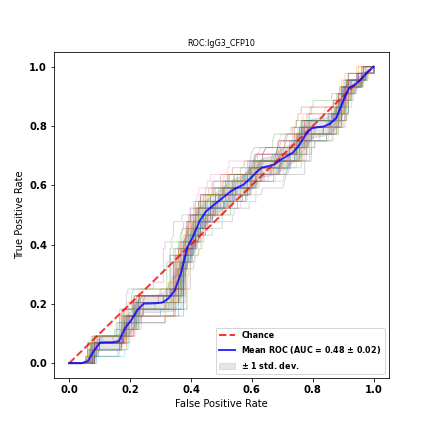 ROC:IgG3_CFP10
True Positive Rate
1.0
0.8
0.6
0.4
0.2
0.0
Chance
Mean ROC (AUC = 0.48 ± 0.02)
± 1 std. dev.
0.0 0.2 0.4 0.6 0.8 1.0
False Positive Rate